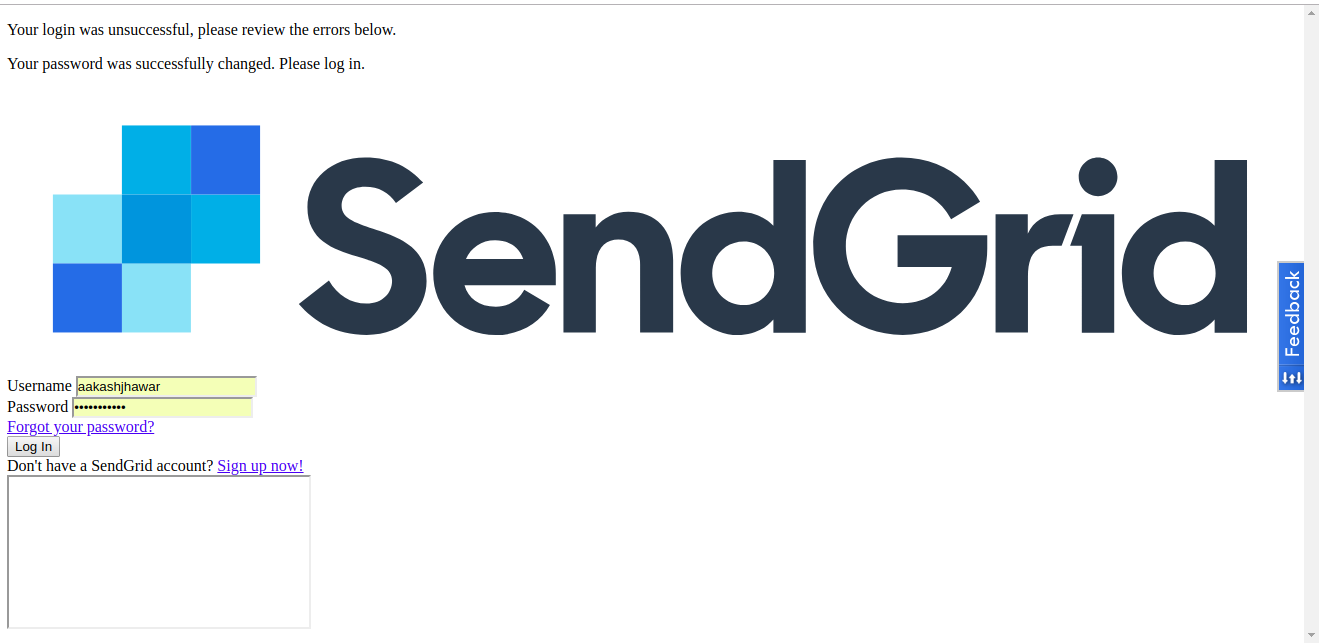 Your login was unsuccessful, please review the errors below.
Your password was successfully changed. Please log in.
SendGrid
Feedback
Username aakashjhawar
Password •••••••••••
Forgot your password?
Log In
Don't have a SendGrid account? Sign up now!